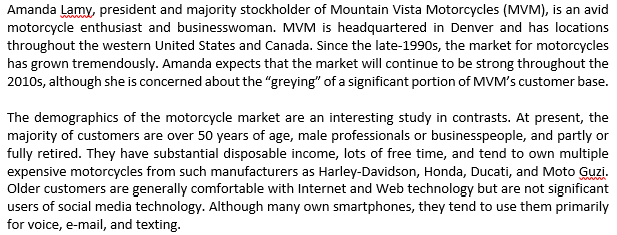 Amanda Lamy, president and majority stockholder of Mountain Vista Motorcycles (MVM), is an avid
motorcycle enthusiast and businesswoman. MVM is headquartered in Denver and has locations
throughout the western United States and Canada. Since the late-1990s, the market for motorcycles
has grown tremendously. Amanda expects that the market will continue to be strong throughout the
2010s, although she is concerned about the “greying” of a significant portion of MVM’s customer base.

The demographics of the motorcycle market are an interesting study in contrasts. At present, the
majority of customers are over 50 years of age, male professionals or businesspeople, and partly or
fully retired. They have substantial disposable income, lots of free time, and tend to own multiple
expensive motorcycles from such manufacturers as Harley-Davidson, Honda, Ducati, and Moto Guzi.
Older customers are generally comfortable with Internet and Web technology but are not significant
users of social media technology. Although many own smartphones, they tend to use them primarily
for voice, e-mail, and texting.